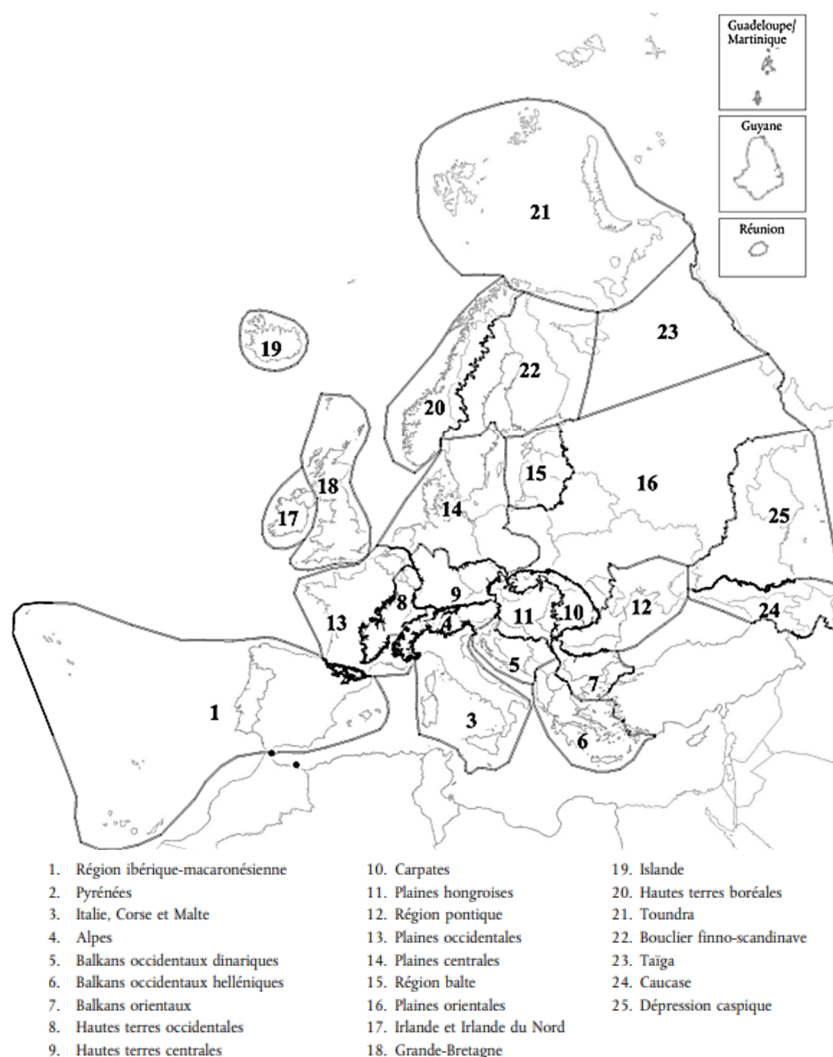 Guadeloupe/
Martinique
Guyane
Réunion
21
23
19
22
20
15
18
16
14
17
25
9
8
13
11
10
12
24
4
5
2
7
1
3
6
1. Région ibérique-macaronésienne
2. Pyrénées
3. Italie, Corse et Malte
4. Alpes
5. Balkans occidentaux dinariques
6. Balkans occidentaux helléniques
7. Balkans orientaux
8. Hautes terres occidentales
9. Hautes terres centrales
10. Carpates
11. Plaines hongroises
12. Région pontique
13. Plaines occidentales
14. Plaines centrales
15. Région balte
16. Plaines orientales
17. Irlande et Irlande du Nord
18. Grande-Bretagne
19. Islande
20. Hautes terres boréales
21. Toundra
22. Bouclier finno-scandinave
23. Taïga
24. Caucase
25. Dépression caspique